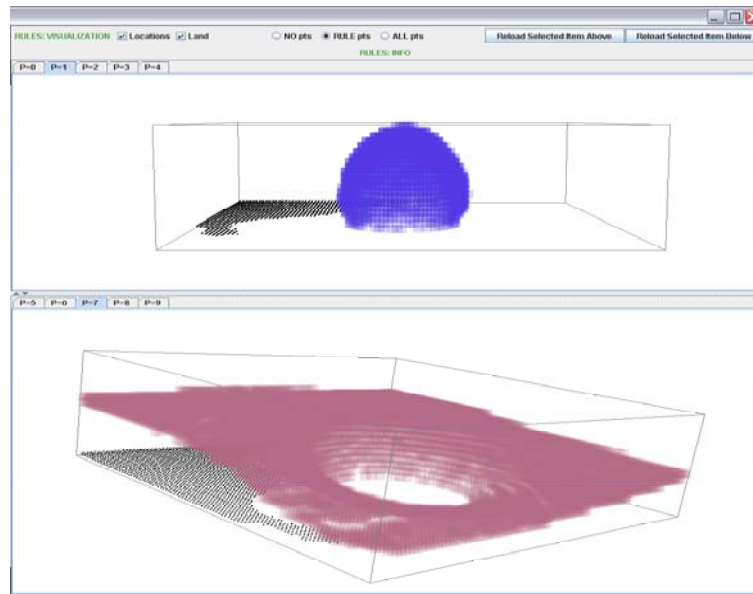 RULES: VISUALIZATION Locations Land NO pts RULE pts ALL pts Reload Selected Item Above Reload Selected Item Below
RULES: INFO
P=0 P=1 P=2 P=3 P=4
P=5 P=6 P=7 P=8 P=9